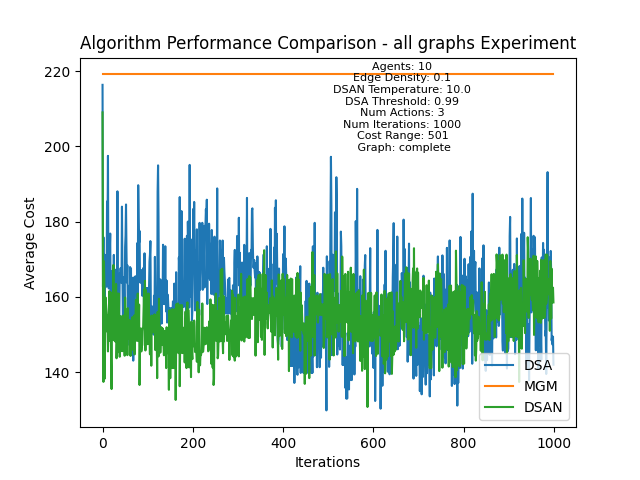 Algorithm Performance Comparison - all graphs Experiment
Agents: 10
Edge Density: 0.1
DSAN Temperature: 10.0
DSA Threshold: 0.99
Num Actions: 3
Num Iterations: 1000
Cost Range: 501
Graph: complete
220
200
180
160
140
Average Cost
DSA
MGM
DSAN
0 200 400 600 800 1000
Iterations